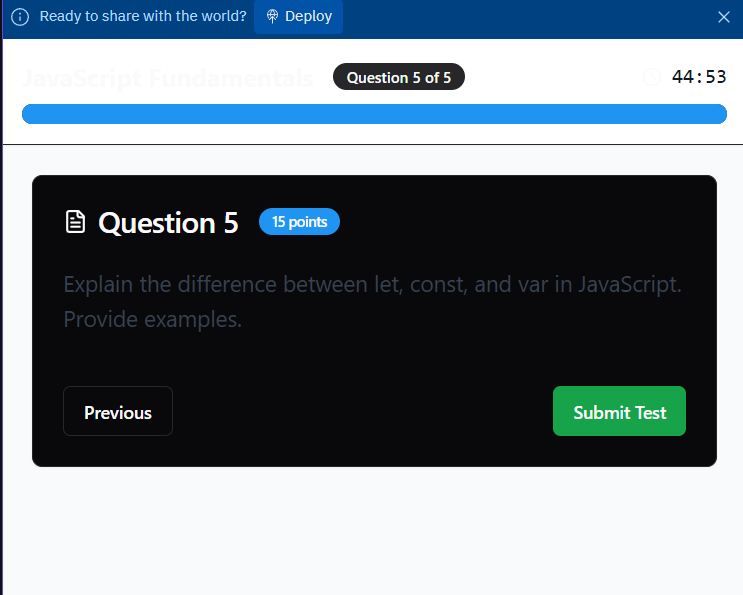 Ready to share with the world? Deploy
JavaScript Fundamentals Question 5 of 5 44:53
Question 5 15 points
Explain the difference between let, const, and var in JavaScript.
Provide examples.
Previous Submit Test